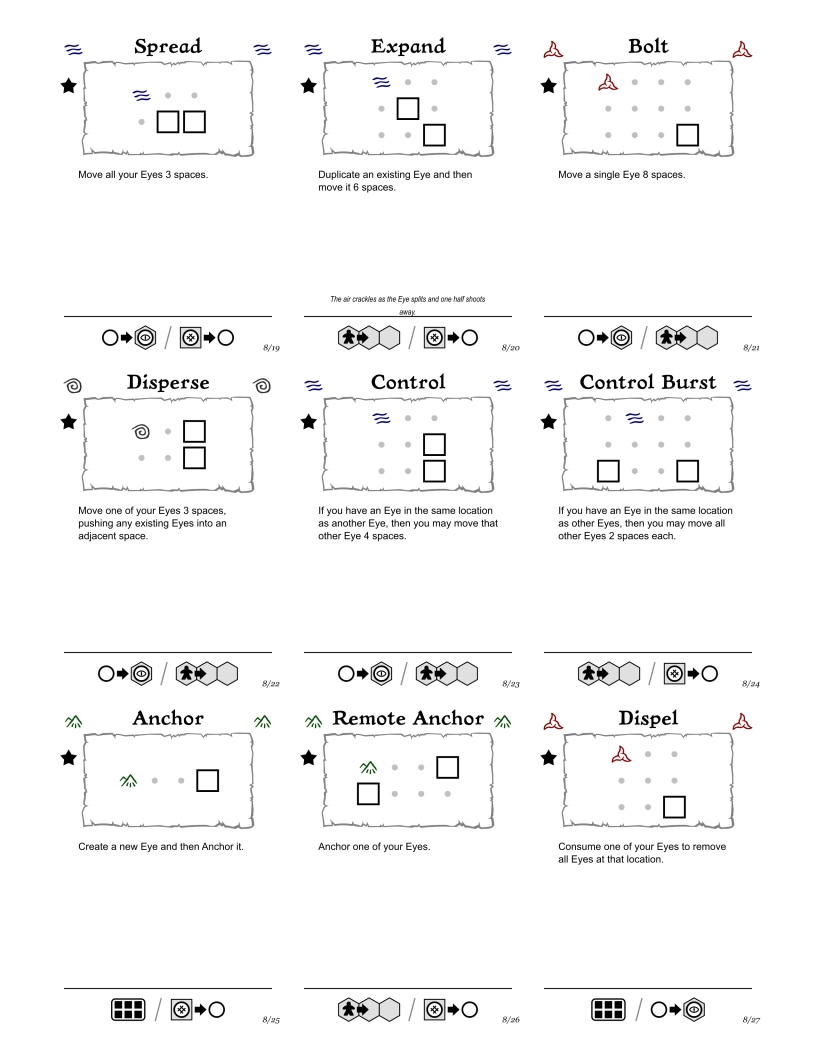 Spread
Move all your Eyes 3 spaces.
8/19
Expand
Duplicate an existing Eye and then
move it 6 spaces.
The air crackles as the Eye splits and one half shoots
away.
8/20
Bolt
Move a single Eye 8 spaces.
8/21
Disperse
Move one of your Eyes 3 spaces,
pushing any existing Eyes into an
adjacent space.
8/22
Control
If you have an Eye in the same location
as another Eye, then you may move that
other Eye 4 spaces.
8/23
Control Burst
If you have an Eye in the same location
as other Eyes, then you may move all
other Eyes 2 spaces each.
8/24
Anchor
Create a new Eye and then Anchor it.
8/25
Remote Anchor
Anchor one of your Eyes.
8/26
Dispel
Consume one of your Eyes to remove
all Eyes at that location.
8/27